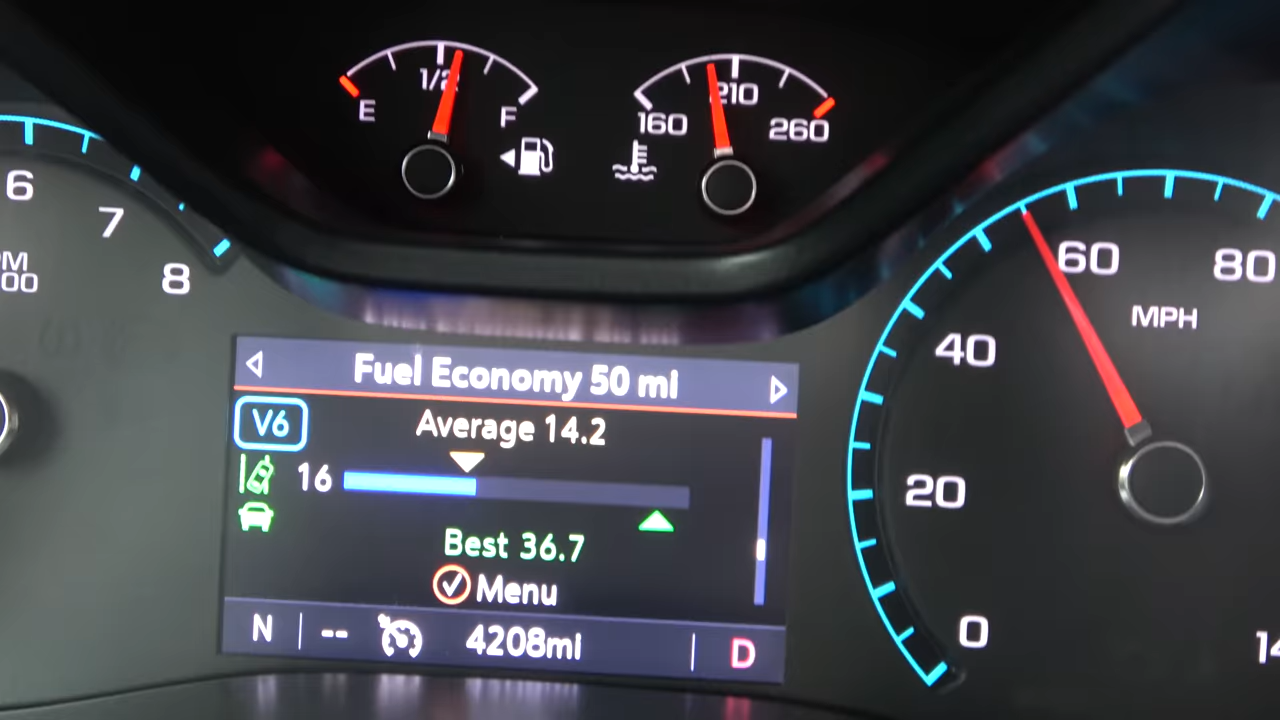 1/2
E
F
160
210
260
6
7
8
60
80
MPH
40
20
0
Fuel Economy 50 mi
V6
Average 14.2
16
Best 36.7
Menu
N
--
4208mi
D